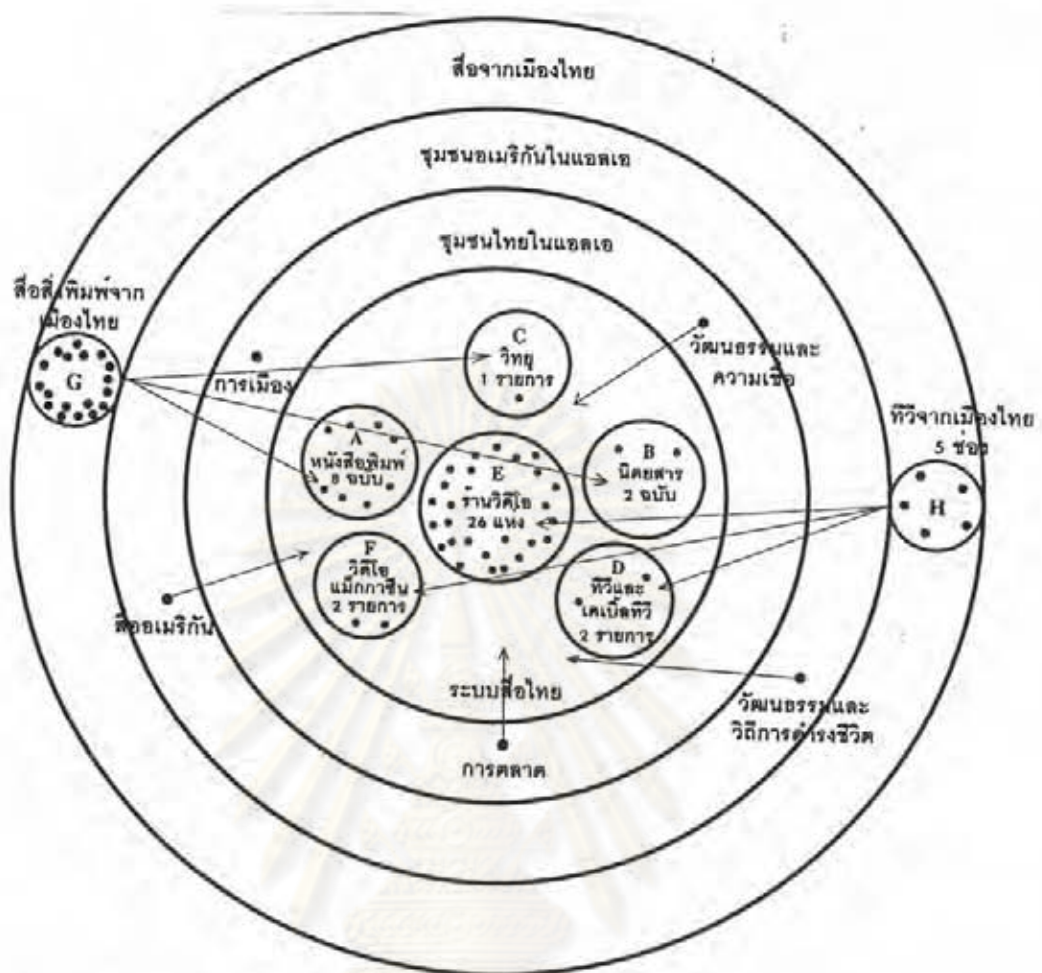 สื่อจากเมืองไทย
ชุมชนอเมริกันในแอลเอ
ชุมชนไทยในแอลเอ
สื่อสิ่งพิมพ์จาก
เมืองไทย
G
การเมือง
C
วิทยุ
1 รายการ
วัฒนธรรมและ
ความเชื่อ
ทีวีจากเมืองไทย
5 ช่อง
H
A
หนังสือพิมพ์
8 ฉบับ
E
ร้านวิดีโอ
26 แห่ง
B
นิตยสาร
2 ฉบับ
F
วิดีโอ
แม็กกาซีน
2 รายการ
D
ทีวีและ
เคเบิ้ลทีวี
2 รายการ
สื่ออเมริกัน
ระบบสื่อไทย
วัฒนธรรมและ
วิถีการดำรงชีวิต
การตลาด